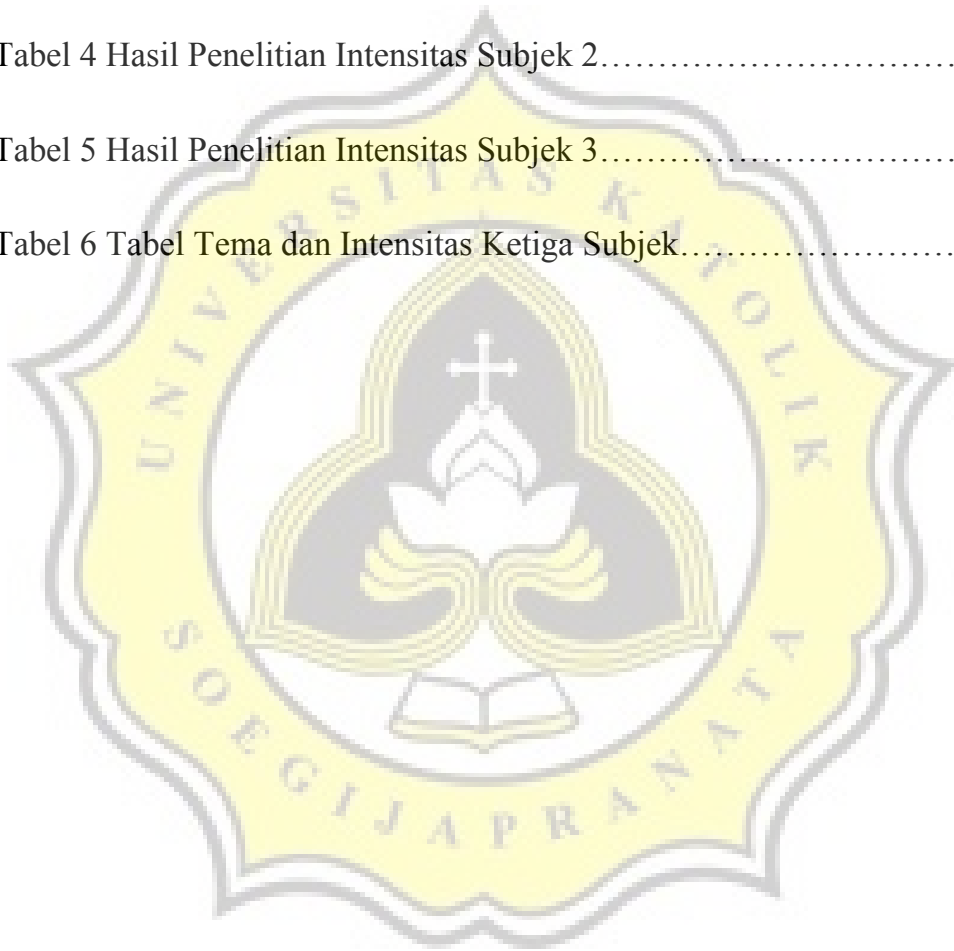 Tabel 4 Hasil Penelitian Intensitas Subjek 2……………………………
Tabel 5 Hasil Penelitian Intensitas Subjek 3……………………………
Tabel 6 Tabel Tema dan Intensitas Ketiga Subjek……………………
UNIVERSITAS KATOLIK
SOEGIJAPRANATA